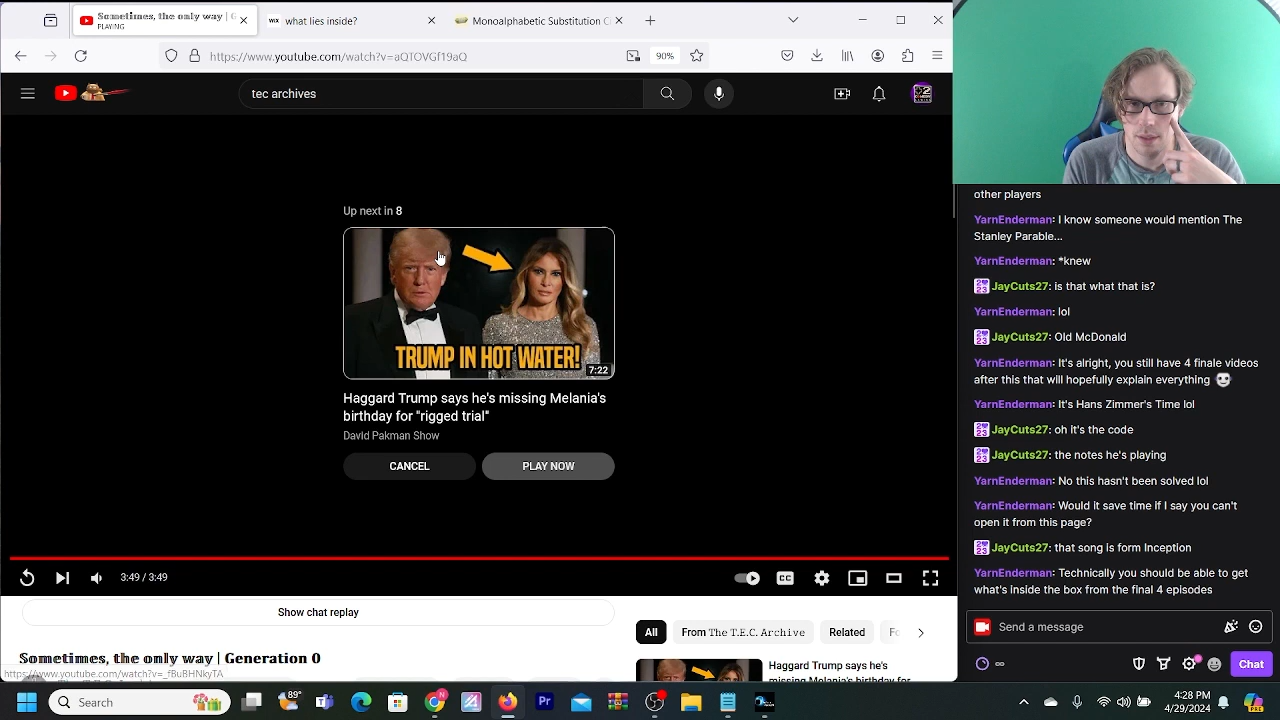 Sometimes, the only way | G
PLAYING
WIX what lies inside?
Monoalphabetic Substitution C
https://www.youtube.com/watch?v=aQTOVGf19aQ
90%
tec archives
Up next in 8
TRUMP IN HOT WATER!
7:22
Haggard Trump says he's missing Melania's
birthday for "rigged trial"
David Pakman Show
CANCEL
PLAY NOW
3:49 / 3:49
CC
Show chat replay
All
From The T.E.C. Archive
Related
Sometimes, the only way | Generation 0
Haggard Trump says he's
missing Melania's birthday for
https://www.youtube.com/watch?v=_fBuBHNkyTA
other players
YarnEnderman: I know someone would mention The
Stanley Parable...
YarnEnderman: *knew
JayCuts27: is that what that is?
YarnEnderman: lol
JayCuts27: Old McDonald
YarnEnderman: It's alright, you still have 4 finale videos
after this that will hopefully explain everything
YarnEnderman: It's Hans Zimmer's Time lol
JayCuts27: oh It's the code
JayCuts27: the notes he's playing
YarnEnderman: No this hasn't been solved lol
YarnEnderman: Would it save time if I say you can't
open it from this page?
JayCuts27: that song is form Inception
YarnEnderman: Technically you should be able to get
what's inside the box from the final 4 episodes
Send a message
Chat
Search
89°
4:28 PM
4/29/2024